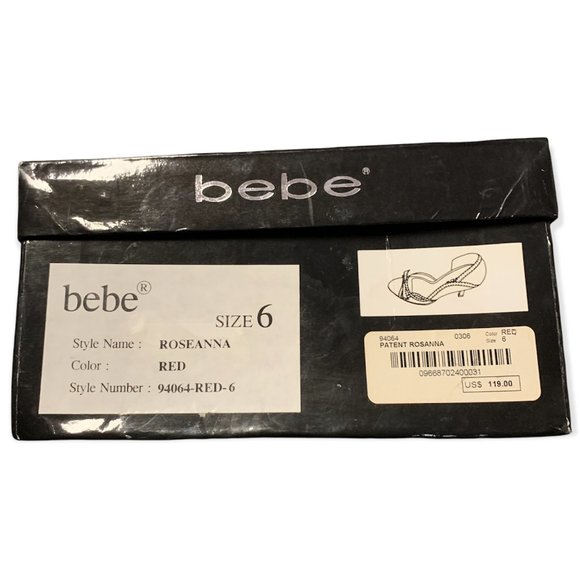 bebe®
bebe®
SIZE 6
Style Name : ROSEANNA
Color : RED
Style Number : 94064-RED-6
94064 0306 Color RED
PATENT ROSANNA Size 6
09668702400031
US$ 119.00